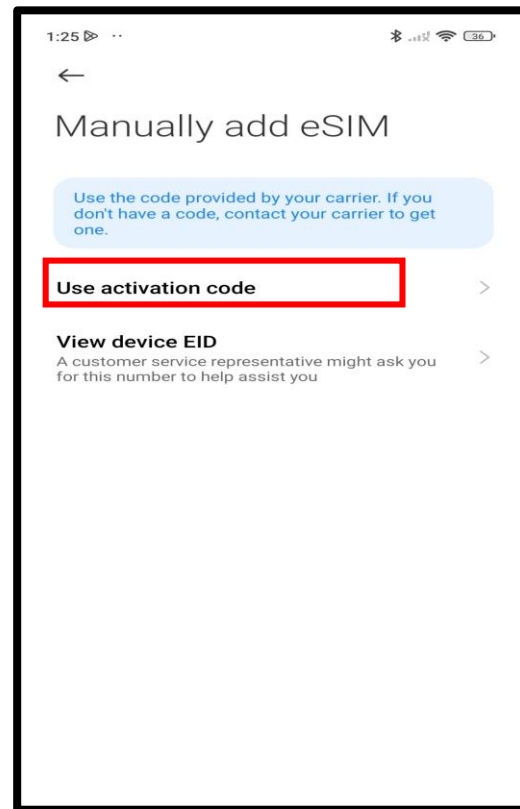 1:25
36
Manually add eSIM
Use the code provided by your carrier. If you
don't have a code, contact your carrier to get
one.
Use activation code
View device EID
A customer service representative might ask you
for this number to help assist you